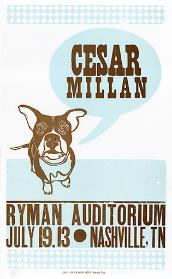 CESAR
MILLAN
RYMAN AUDITORIUM
JULY 19.13 • NASHVILLE, TN